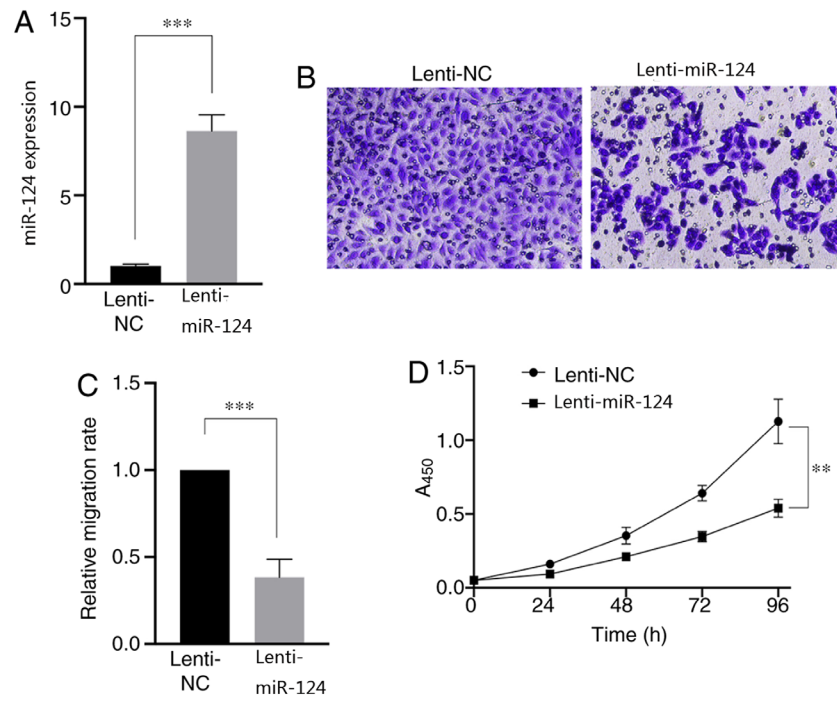 A
15
***
10
miR-124 expression
5
0
Lenti-
NC
Lenti-
miR-124
B
Lenti-NC
Lenti-miR-124
C
1.5
***
Relative migration rate
1.0
0.5
0.0
Lenti-
NC
Lenti-
miR-124
D
1.5
Lenti-NC
Lenti-miR-124
1.0
A450
**
0.5
0.0
0 24 48 72 96
Time (h)